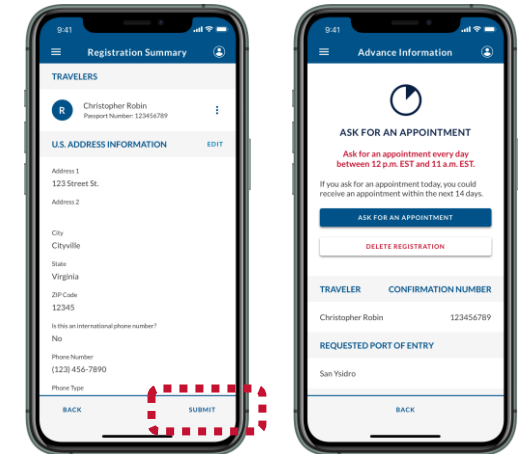 9:41
Registration Summary
TRAVELERS
R
Christopher Robin
Passport Number: 123456789
U.S. ADDRESS INFORMATION EDIT
Address 1
123 Street St.
Address 2
City
Cityville
State
Virginia
ZIP Code
12345
Is this an international phone number?
No
Phone Number
(123) 456-7890
Phone Type
BACK SUBMIT
9:41
Advance Information
ASK FOR AN APPOINTMENT
Ask for an appointment every day
between 12 p.m. EST and 11 a.m. EST.
If you ask for an appointment today, you could
receive an appointment within the next 14 days.
ASK FOR AN APPOINTMENT
DELETE REGISTRATION
TRAVELER CONFIRMATION NUMBER
Christopher Robin 123456789
REQUESTED PORT OF ENTRY
San Ysidro
BACK